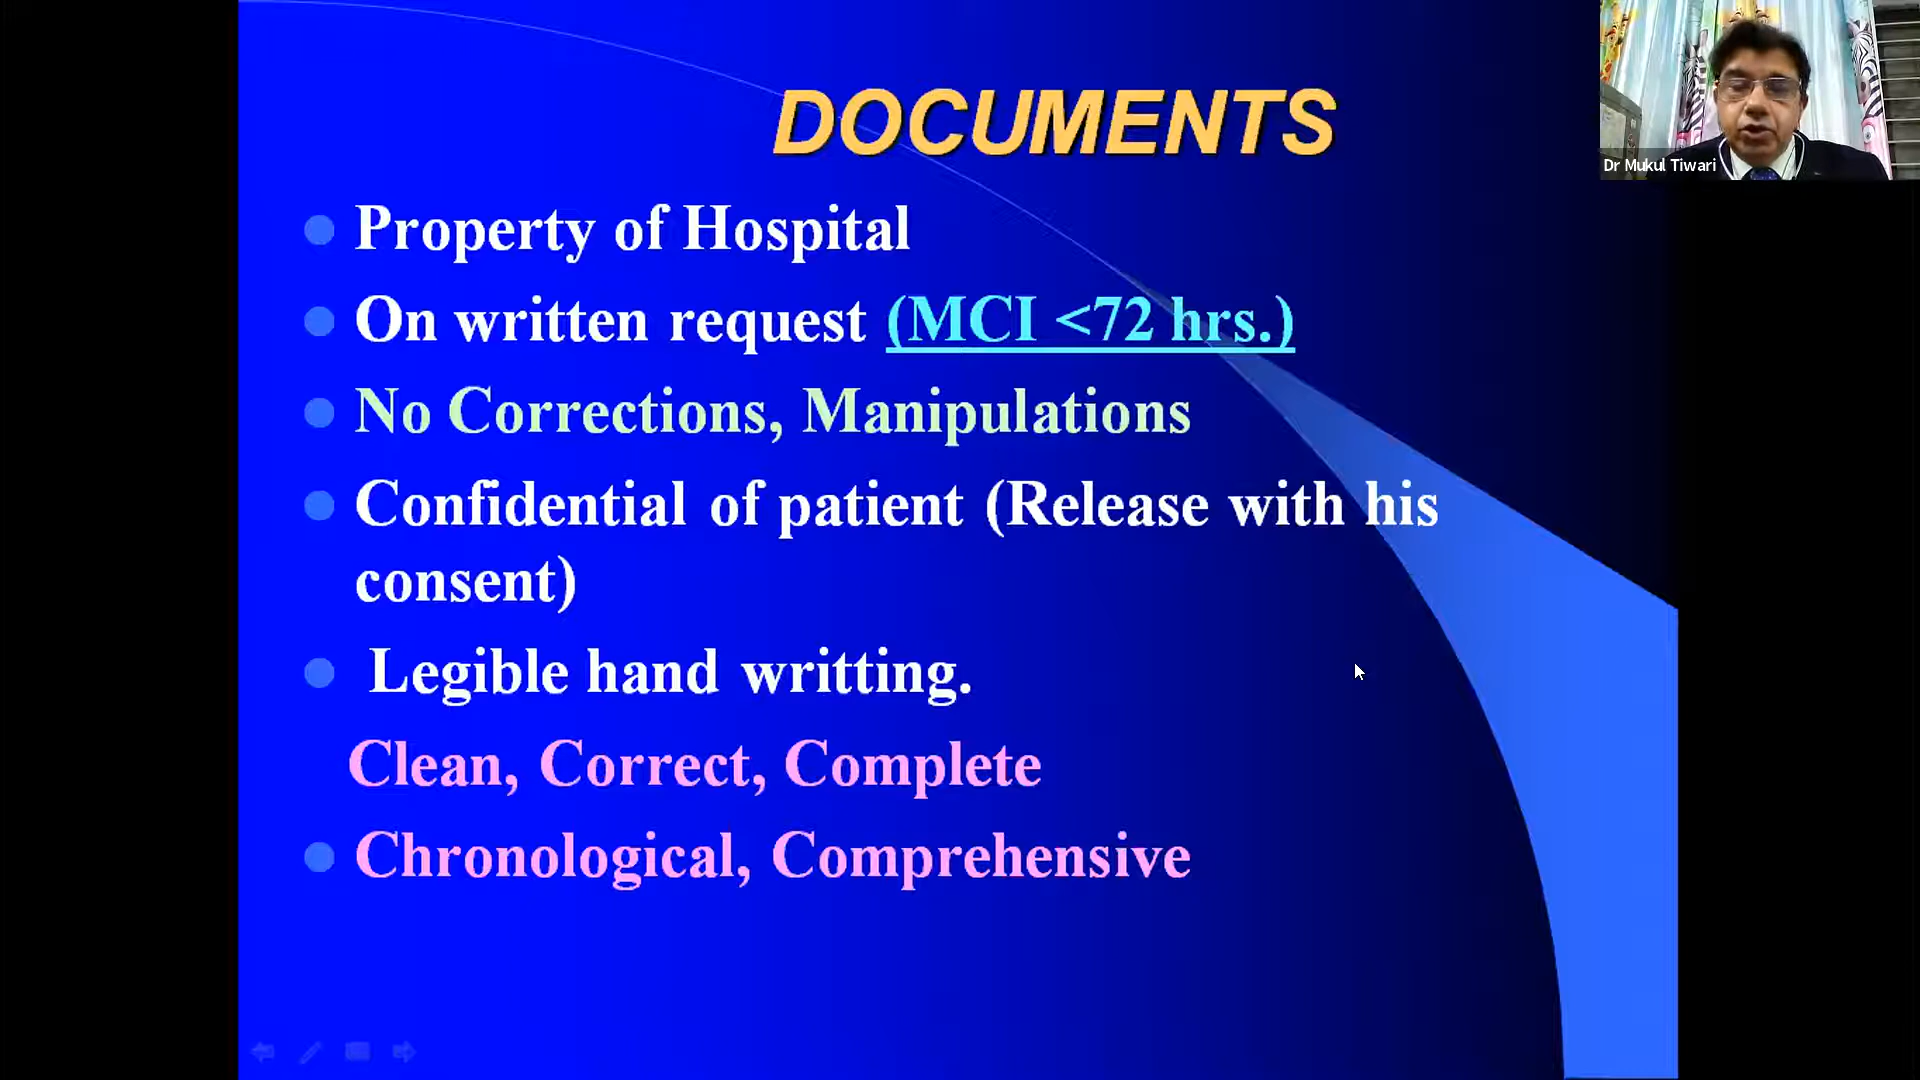 DOCUMENTS
Property of Hospital
On written request (MCI <72 hrs.)
No Corrections, Manipulations
Confidential of patient (Release with his
consent)
Legible hand writting.
Clean, Correct, Complete
Chronological, Comprehensive
Dr Mukul Tiwari